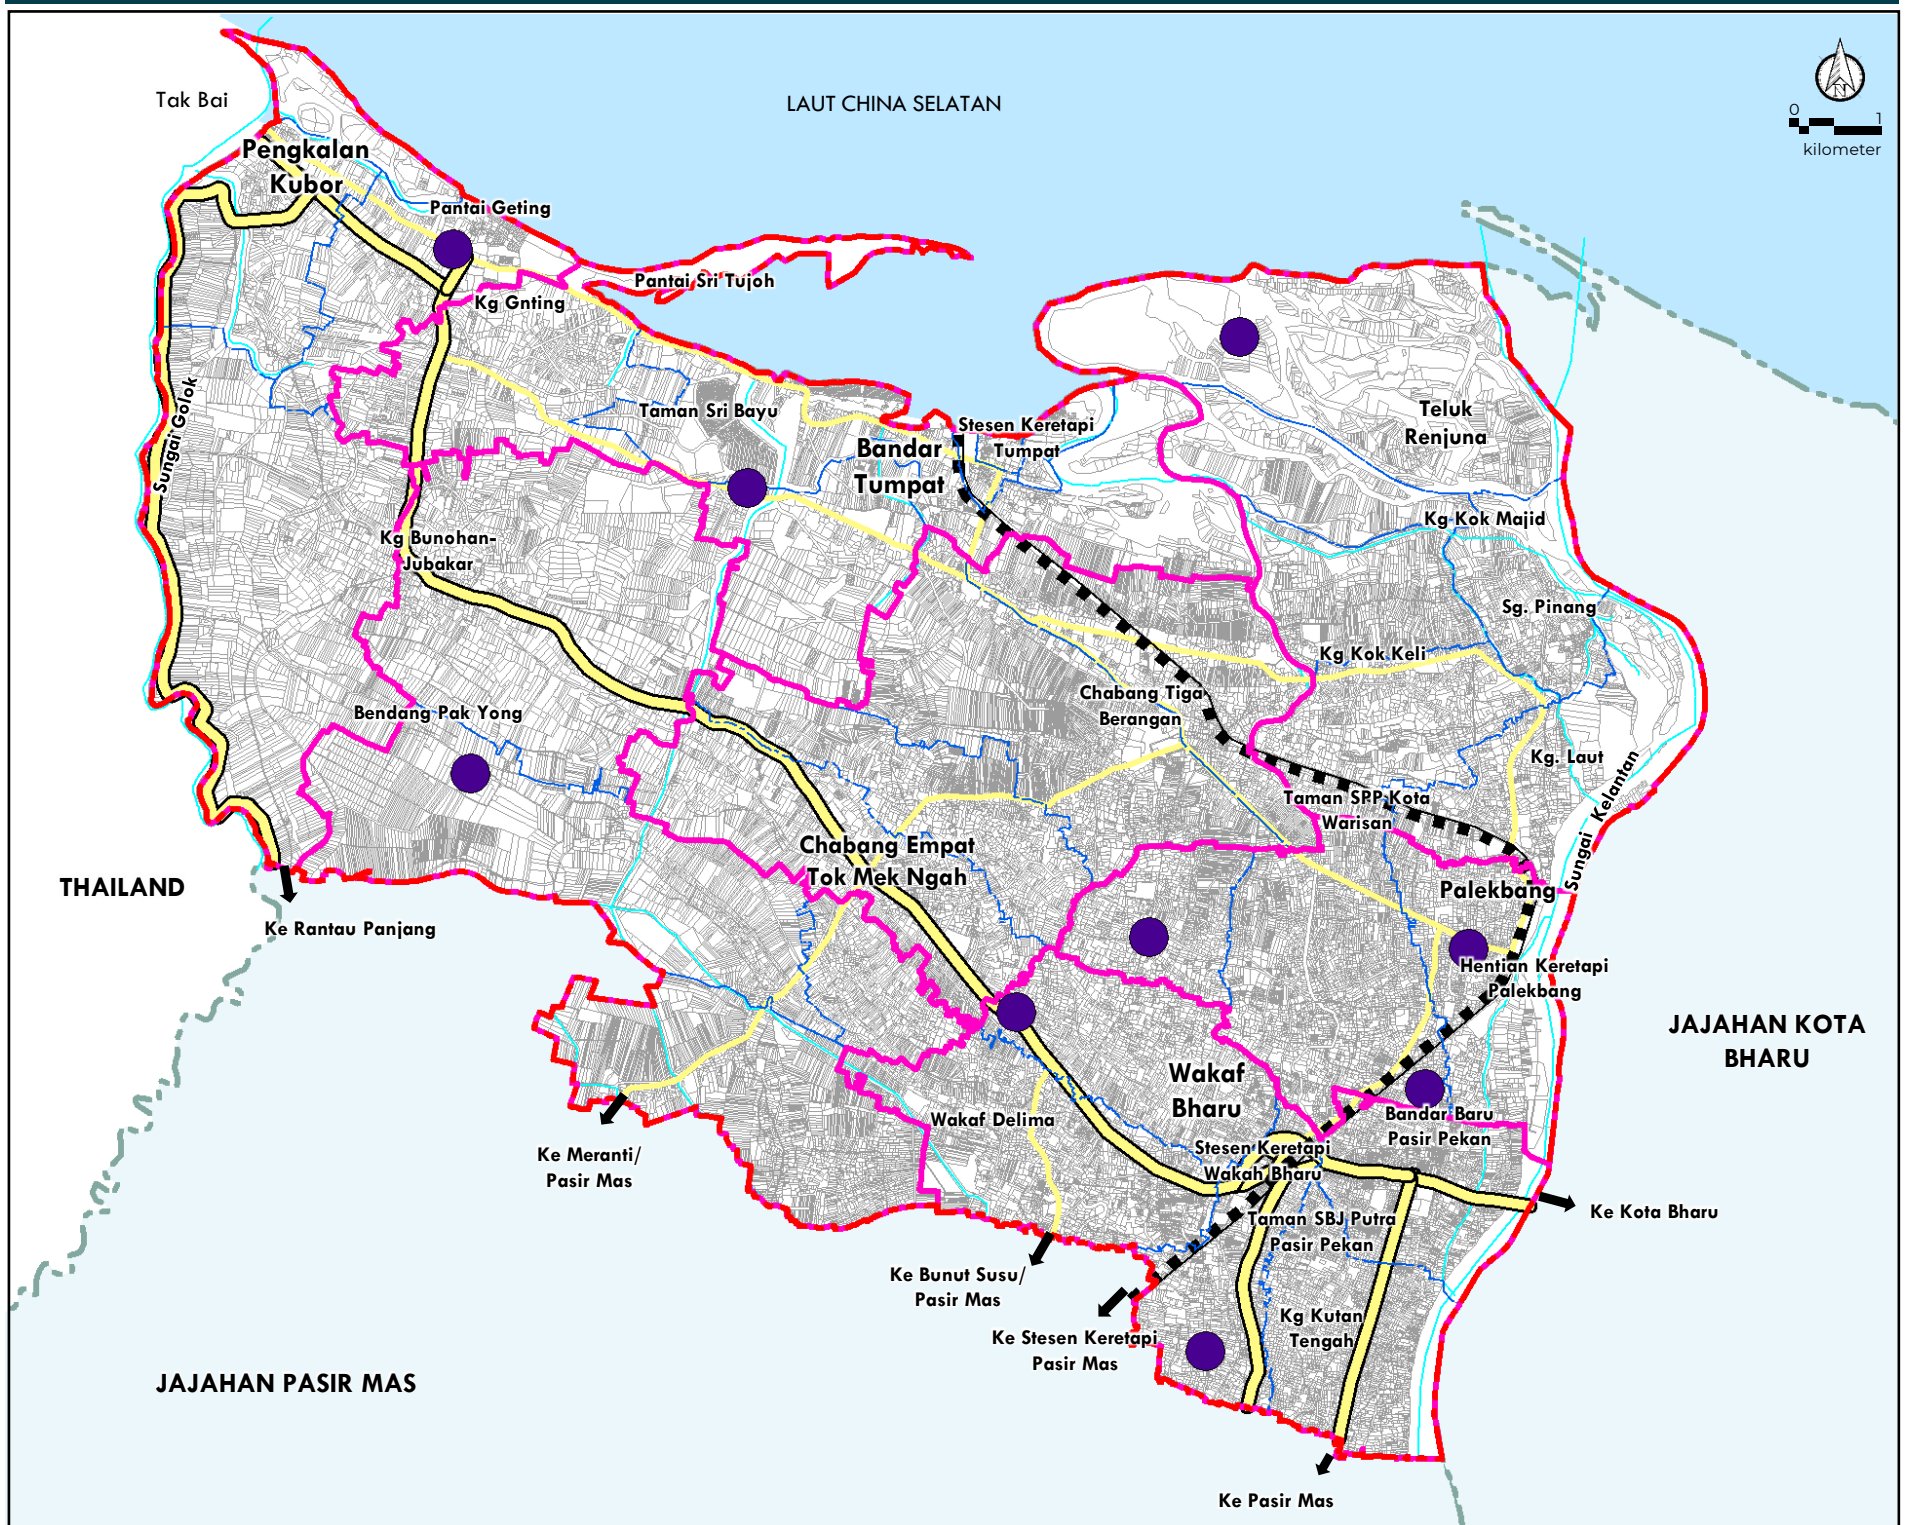 Tak Bai
LAUT CHINA SELATAN
N
0 1
kilometer
Pengkalan
Kubor
Pantai Geting
Pantai Sri Tujoh
Kg Gnting
Sungai Golok
Taman Sri Bayu
Bandar
Tumpat
Stesen Keretapi
Tumpat
Teluk
Renjuna
Kg Kok Majid
Kg Bunohan-
Jubakar
Sg. Pinang
Kg Kok Keli
Chabang Tiga
Berangan
Bendang Pak Yong
Kg. Laut
Sungai Kelantan
Taman SPP Kota
Warisan
Chabang Empat
Tok Mek Ngah
THAILAND
Palekbang
Ke Rantau Panjang
Hentian Keretapi
Palekbang
JAJAHAN KOTA
BHARU
Wakaf
Bharu
Wakaf Delima
Bandar Baru
Pasir Pekan
Ke Meranti/
Pasir Mas
Stesen Keretapi
Wakah Bharu
Ke Kota Bharu
Taman SBJ Putra
Pasir Pekan
Ke Bunut Susu/
Pasir Mas
Kg Kutan
Tengah
Ke Stesen Keretapi
Pasir Mas
JAJAHAN PASIR MAS
Ke Pasir Mas